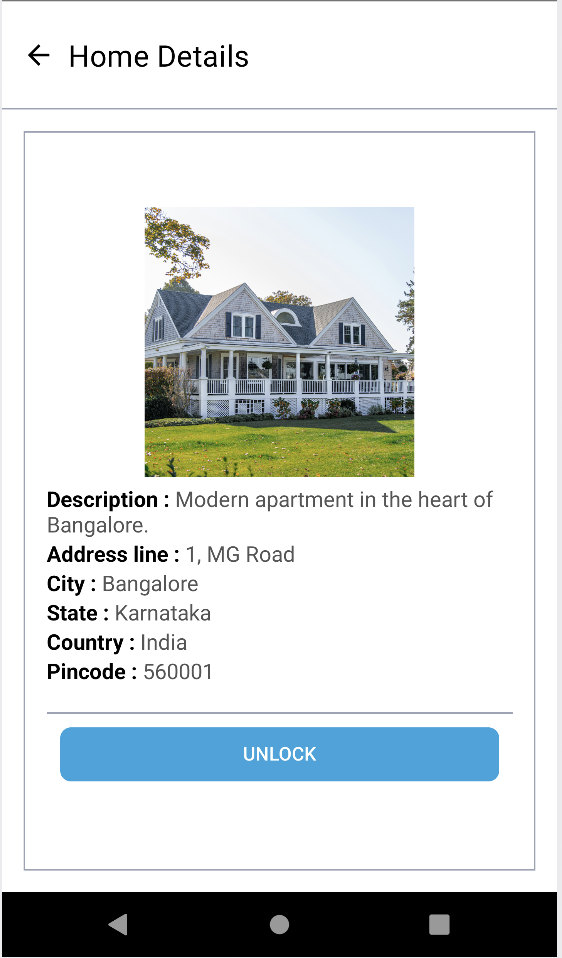 Home Details
Description : Modern apartment in the heart of
Bangalore.
Address line : 1, MG Road
City : Bangalore
State : Karnataka
Country : India
Pincode : 560001
UNLOCK